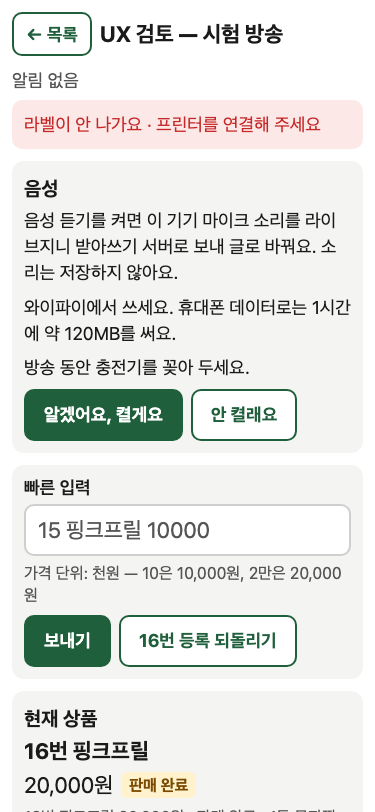 ← 목록 UX 검토 — 시험 방송
알림 없음
라벨이 안 나가요 · 프린터를 연결해 주세요
음성
음성 듣기를 켜면 이 기기 마이크 소리를 라이
브지니 받아쓰기 서버로 보내 글로 바꿔요. 소
리는 저장하지 않아요.
와이파이에서 쓰세요. 휴대폰 데이터로는 1시간
에 약 120MB를 써요.
방송 동안 충전기를 꽂아 두세요.
알겠어요, 켤게요 안 켤래요
빠른 입력
15 핑크프릴 10000
가격 단위: 천원 — 10은 10,000원, 2만은 20,000
원
보내기 16번 등록 되돌리기
현재 상품
16번 핑크프릴
20,000원 판매 완료